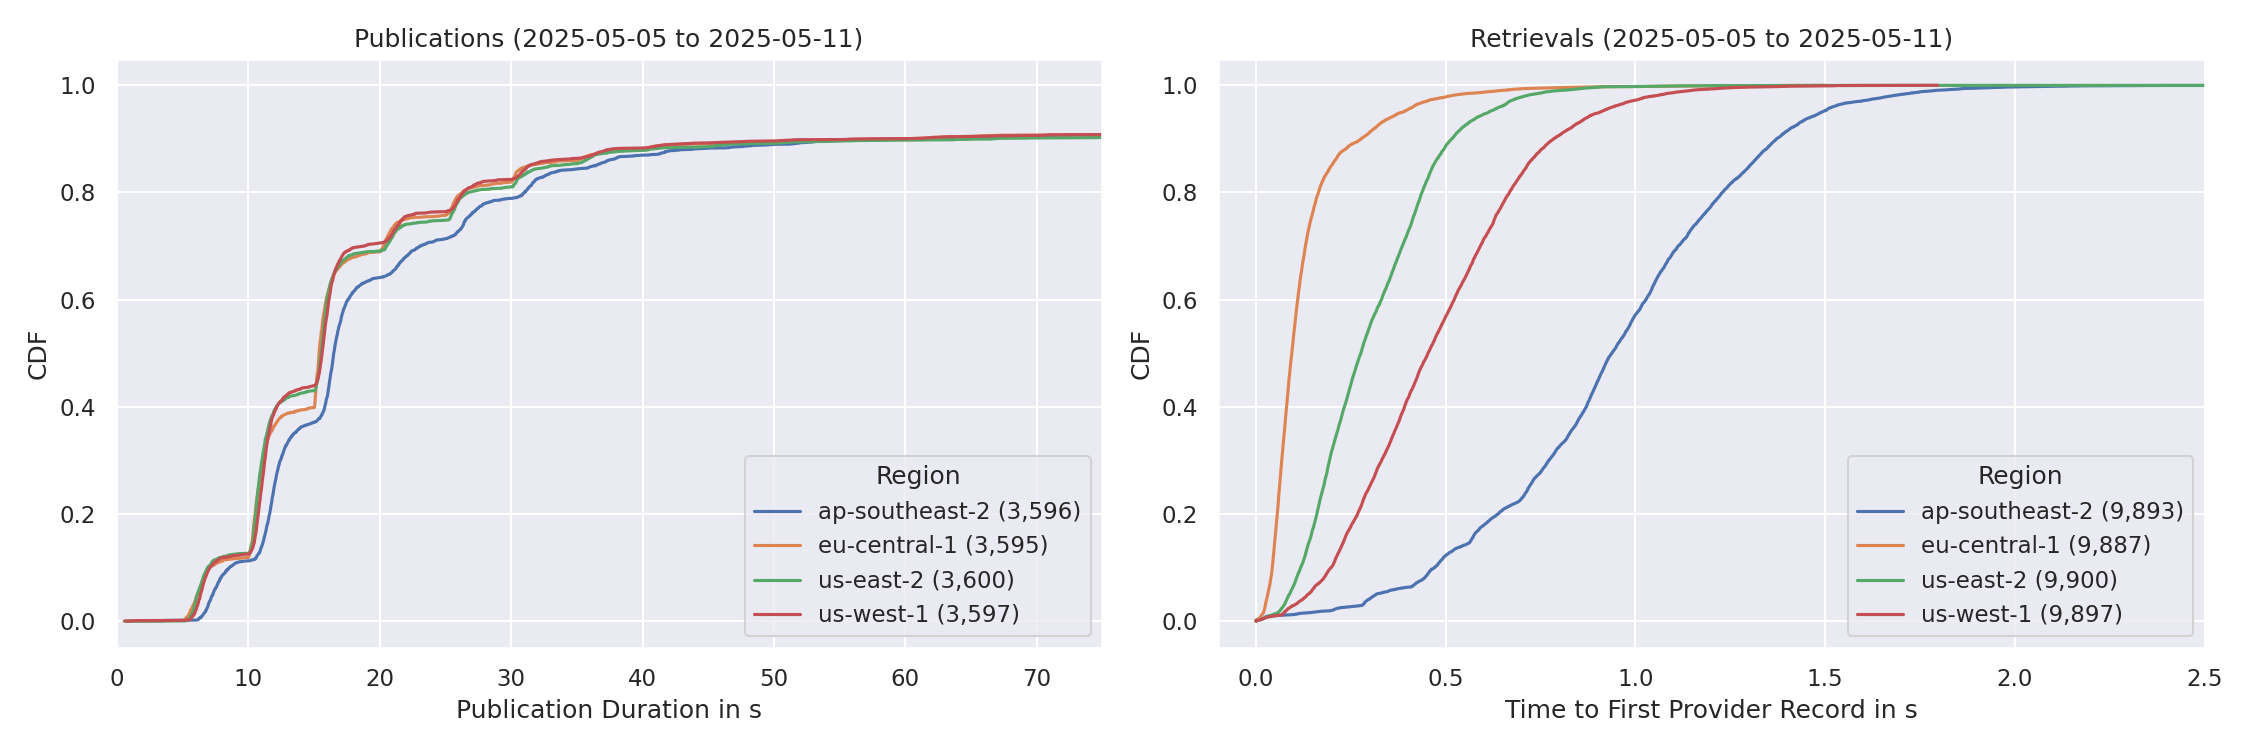 Publications (2025-05-05 to 2025-05-11)
1.0
0.8
0.6
0.4
0.2
0.0
CDF
0 10 20 30 40 50 60 70
Publication Duration in s
Region
ap-southeast-2 (3,596)
eu-central-1 (3,595)
us-east-2 (3,600)
us-west-1 (3,597)
Retrievals (2025-05-05 to 2025-05-11)
1.0
0.8
0.6
0.4
0.2
0.0
CDF
0.0 0.5 1.0 1.5 2.0 2.5
Time to First Provider Record in s
Region
ap-southeast-2 (9,893)
eu-central-1 (9,887)
us-east-2 (9,900)
us-west-1 (9,897)